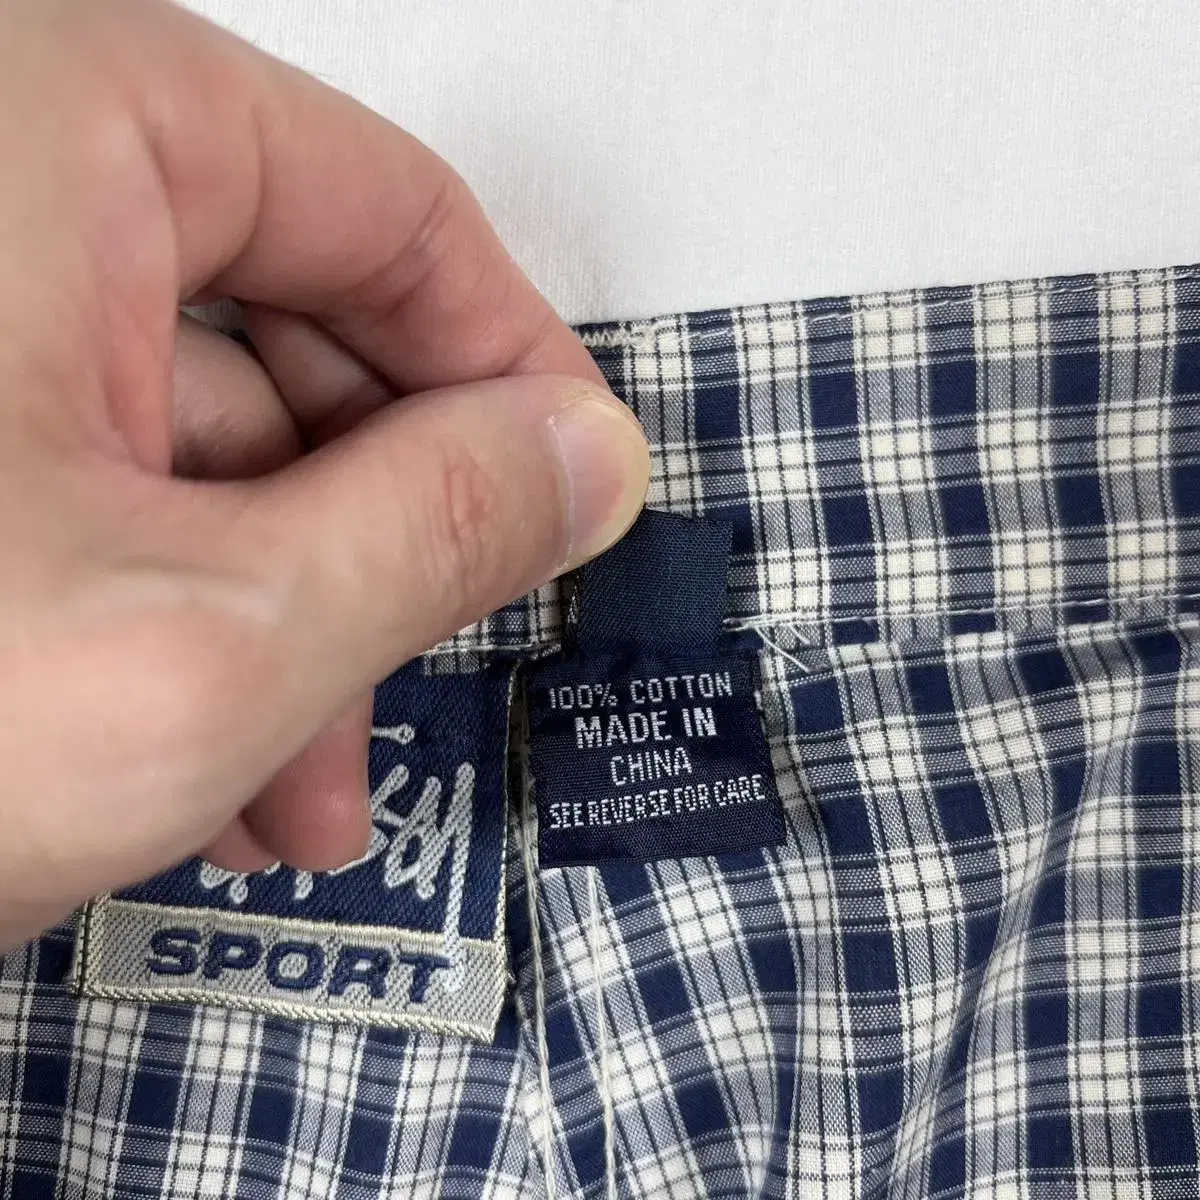 100% COTTON
MADE IN
CHINA
SEE REVERSE FOR CARE
SPORT